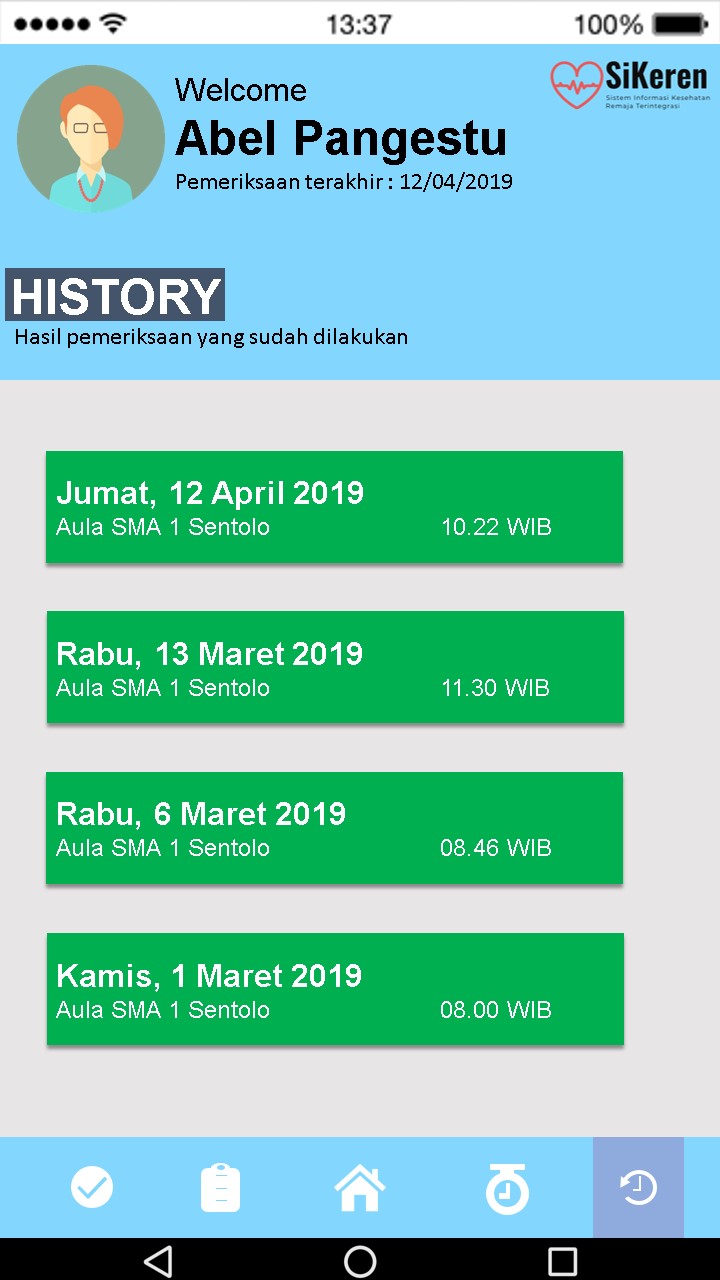 13:37
100%
Welcome
SiKeren
Sistem Informasi Kesehatan
Remaja Terintegrasi
Abel Pangestu
Pemeriksaan terakhir : 12/04/2019
HISTORY
Hasil pemeriksaan yang sudah dilakukan
Jumat, 12 April 2019
Aula SMA 1 Sentolo 10.22 WIB
Rabu, 13 Maret 2019
Aula SMA 1 Sentolo 11.30 WIB
Rabu, 6 Maret 2019
Aula SMA 1 Sentolo 08.46 WIB
Kamis, 1 Maret 2019
Aula SMA 1 Sentolo 08.00 WIB